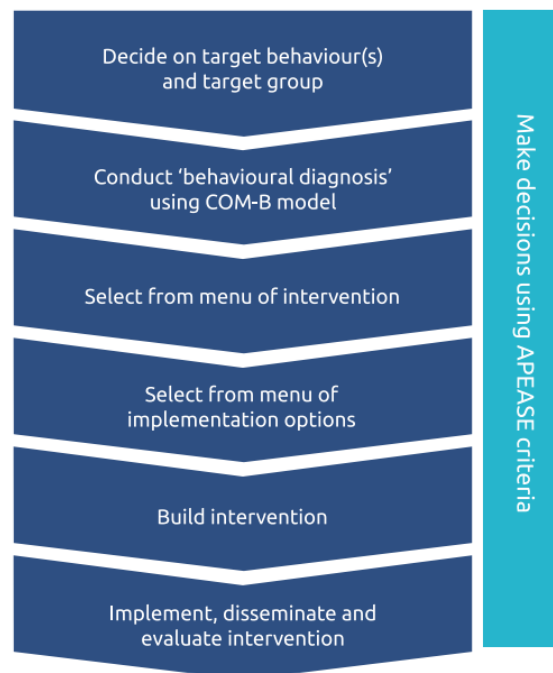 Decide on target behaviour(s)
and target group
Conduct ‘behavioural diagnosis’
using COM-B model
Select from menu of intervention
Select from menu of
implementation options
Build intervention
Implement, disseminate and
evaluate intervention
Make decisions using APEASE criteria